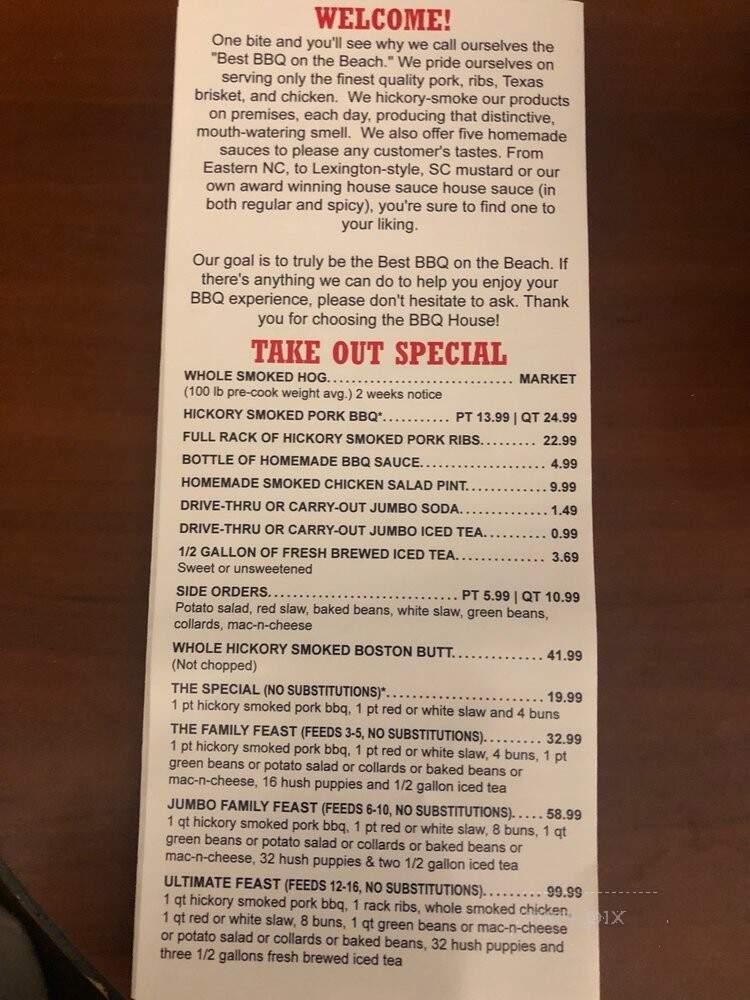 WELCOME!
One bite and you'll see why we call ourselves the
"Best BBQ on the Beach." We pride ourselves on
serving only the finest quality pork, ribs, Texas
brisket, and chicken. We hickory-smoke our products
on premises, each day, producing that distinctive,
mouth-watering smell. We also offer five homemade
sauces to please any customer's tastes. From
Eastern NC, to Lexington-style, SC mustard or our
own award winning house sauce house sauce (in
both regular and spicy), you're sure to find one to
your liking.
Our goal is to truly be the Best BBQ on the Beach. If
there's anything we can do to help you enjoy your
BBQ experience, please don't hesitate to ask. Thank
you for choosing the BBQ House!
TAKE OUT SPECIAL
WHOLE SMOKED HOG............................ MARKET
(100 lb pre-cook weight avg.) 2 weeks notice
HICKORY SMOKED PORK BBQ*........... PT 13.99 | QT 24.99
FULL RACK OF HICKORY SMOKED PORK RIBS......... 22.99
BOTTLE OF HOMEMADE BBQ SAUCE................... 4.99
HOMEMADE SMOKED CHICKEN SALAD PINT............ 9.99
DRIVE-THRU OR CARRY-OUT JUMBO SODA............. 1.49
DRIVE-THRU OR CARRY-OUT JUMBO ICED TEA.......... 0.99
1/2 GALLON OF FRESH BREWED ICED TEA.............. 3.69
Sweet or unsweetened
SIDE ORDERS............................. PT 5.99 | QT 10.99
Potato salad, red slaw, baked beans, white slaw, green beans,
collards, mac-n-cheese
WHOLE HICKORY SMOKED BOSTON BUTT.............. 41.99
(Not chopped)
THE SPECIAL (NO SUBSTITUTIONS)*........................ 19.99
1 pt hickory smoked pork bbq, 1 pt red or white slaw and 4 buns
THE FAMILY FEAST (FEEDS 3-5, NO SUBSTITUTIONS)......... 32.99
1 pt hickory smoked pork bbq, 1 pt red or white slaw, 4 buns, 1 pt
green beans or potato salad or collards or baked beans or
mac-n-cheese, 16 hush puppies and 1/2 gallon iced tea
JUMBO FAMILY FEAST (FEEDS 6-10, NO SUBSTITUTIONS)..... 58.99
1 qt hickory smoked pork bbq, 1 pt red or white slaw, 8 buns, 1 qt
green beans or potato salad or collards or baked beans or
mac-n-cheese, 32 hush puppies & two 1/2 gallon iced tea
ULTIMATE FEAST (FEEDS 12-16, NO SUBSTITUTIONS)......... 99.99
1 qt hickory smoked pork bbq, 1 rack ribs, whole smoked chicken,
1 qt red or white slaw, 8 buns, 1 qt green beans or mac-n-cheese
or potato salad or collards or baked beans, 32 hush puppies and
three 1/2 gallons fresh brewed iced tea